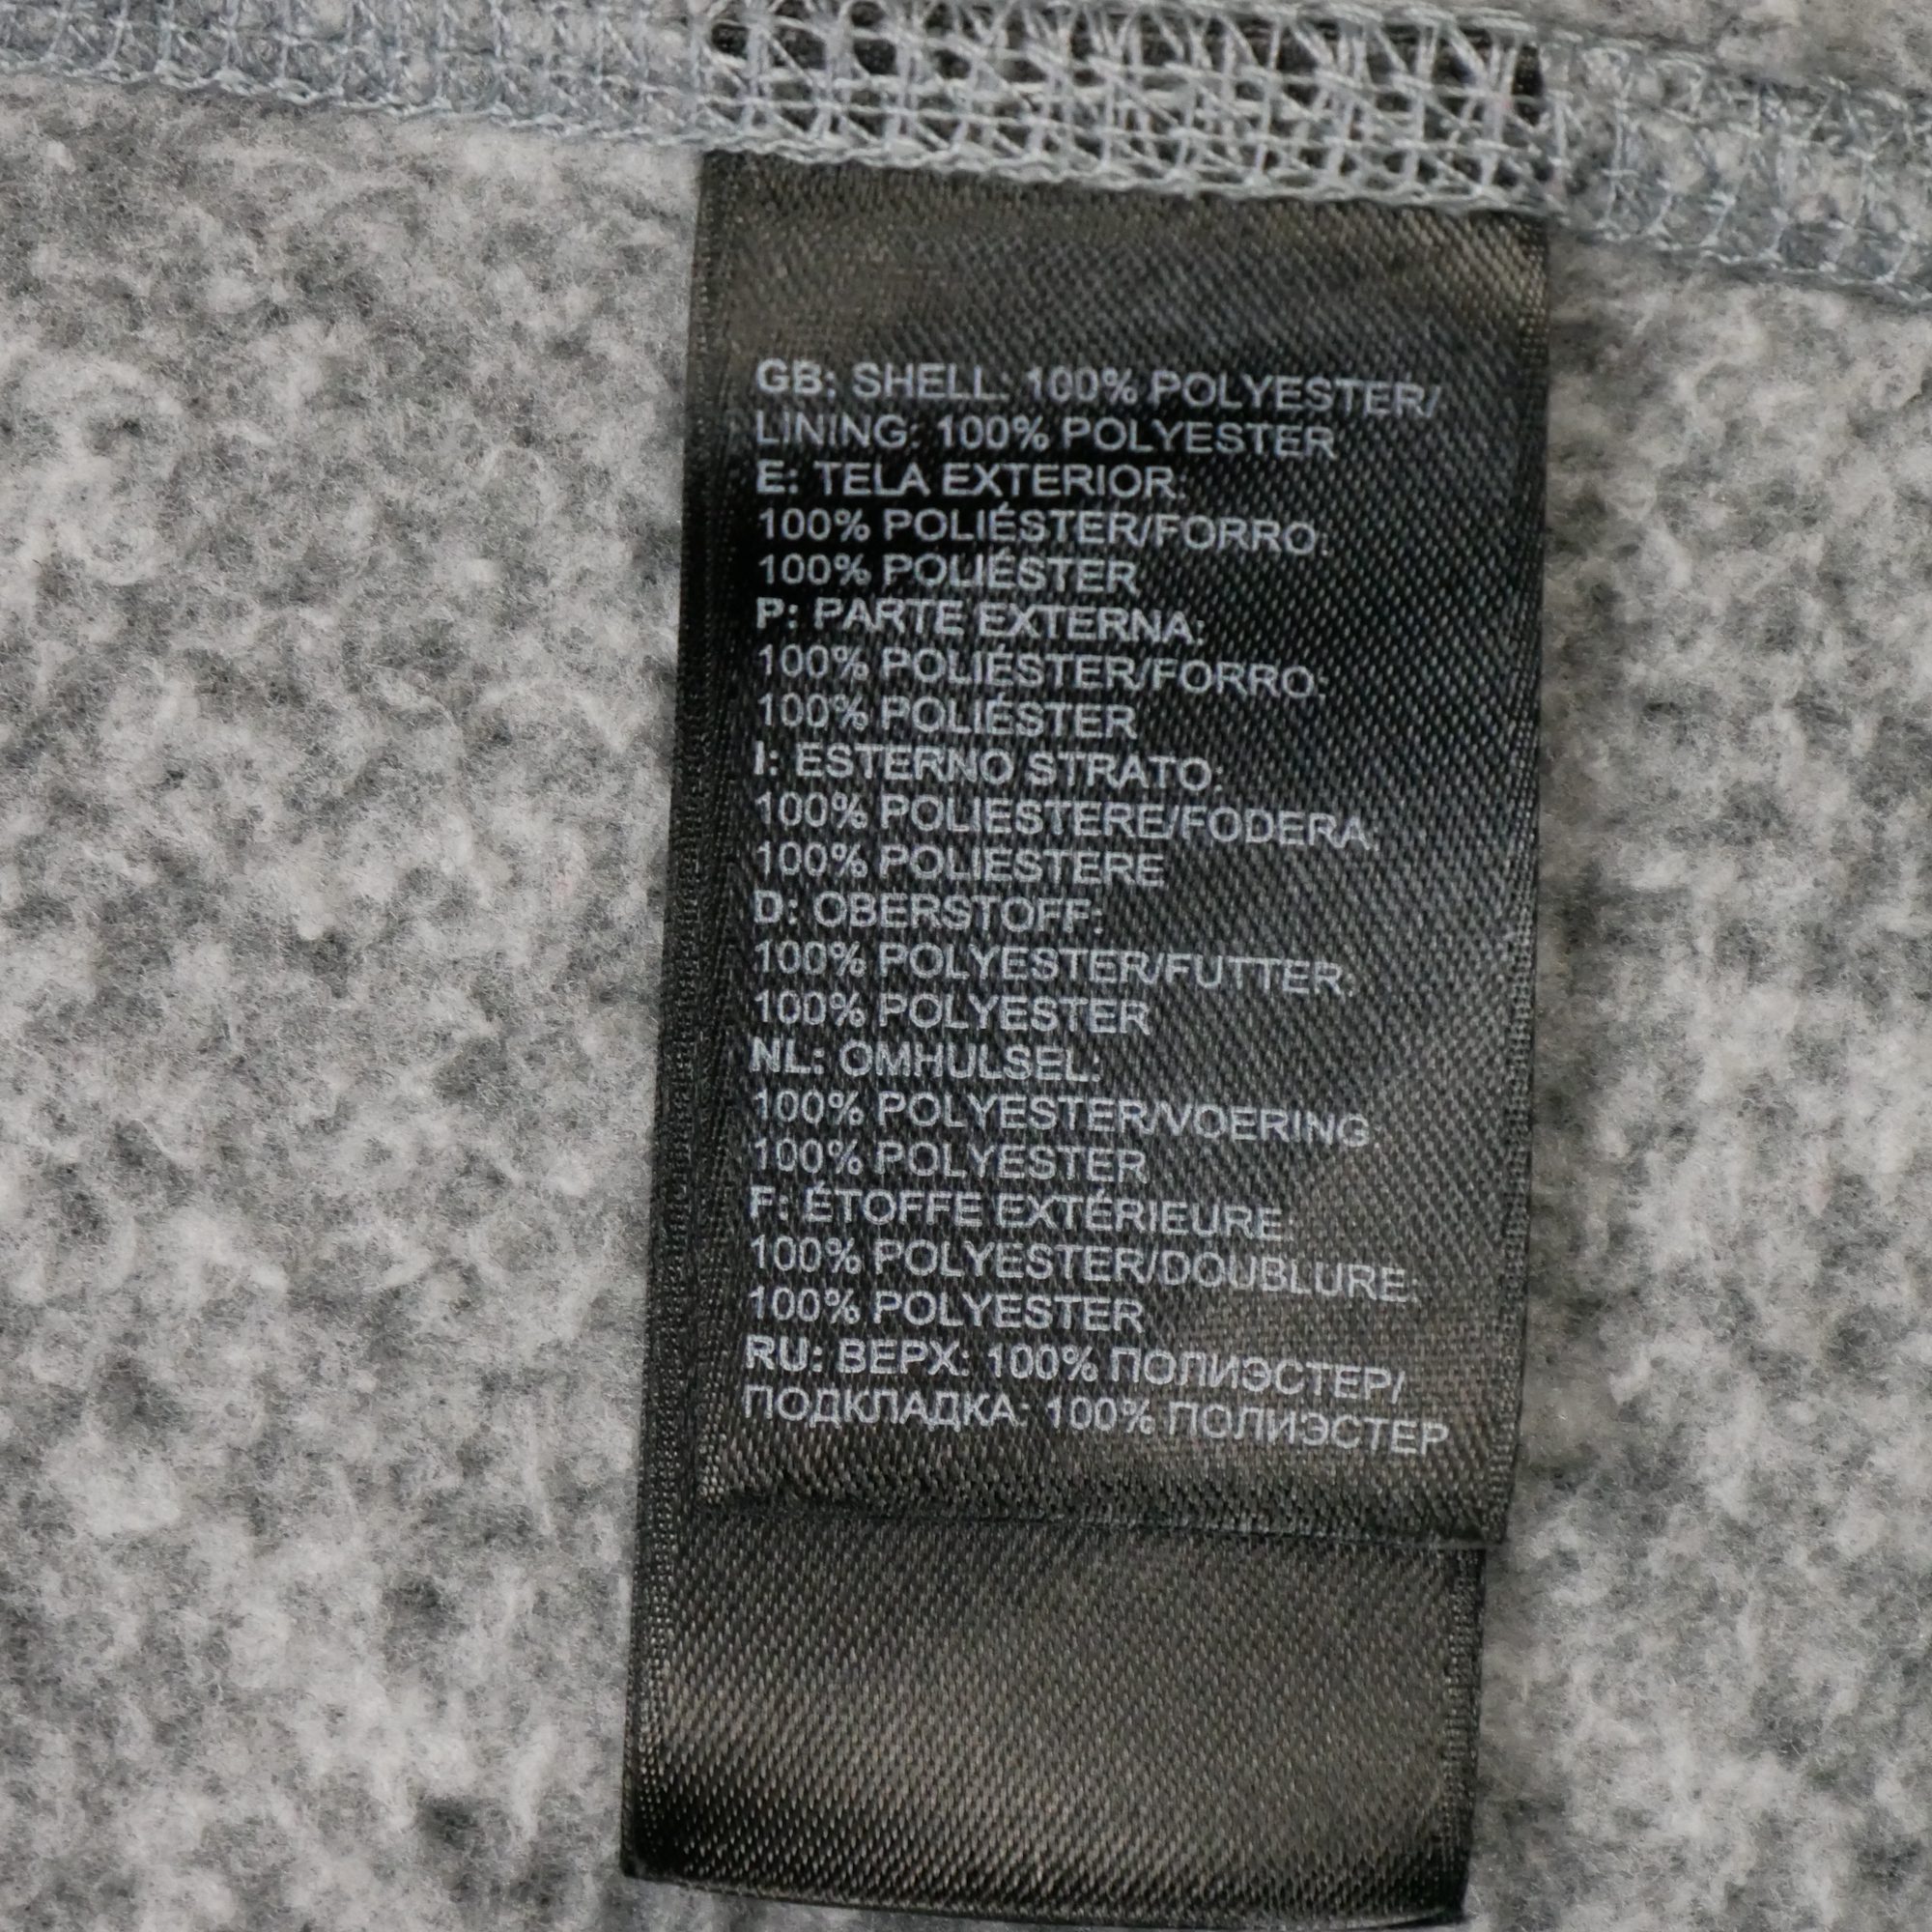 GB: SHELL: 100% POLYESTER/
LINING: 100% POLYESTER
E: TELA EXTERIOR:
100% POLIÉSTER/FORRO:
100% POLIÉSTER
P: PARTE EXTERNA:
100% POLIÉSTER/FORRO:
100% POLIÉSTER
I: ESTERNO STRATO:
100% POLIESTERE/FODERA:
100% POLIESTERE
D: OBERSTOFF:
100% POLYESTER/FUTTER:
100% POLYESTER
NL: OMHULSEL:
100% POLYESTER/VOERING:
100% POLYESTER
F: ÉTOFFE EXTÉRIEURE:
100% POLYESTER/DOUBLURE:
100% POLYESTER
RU: ВЕРХ: 100% ПОЛИЭСТЕР/
ПОДКЛАДКА: 100% ПОЛИЭСТЕР